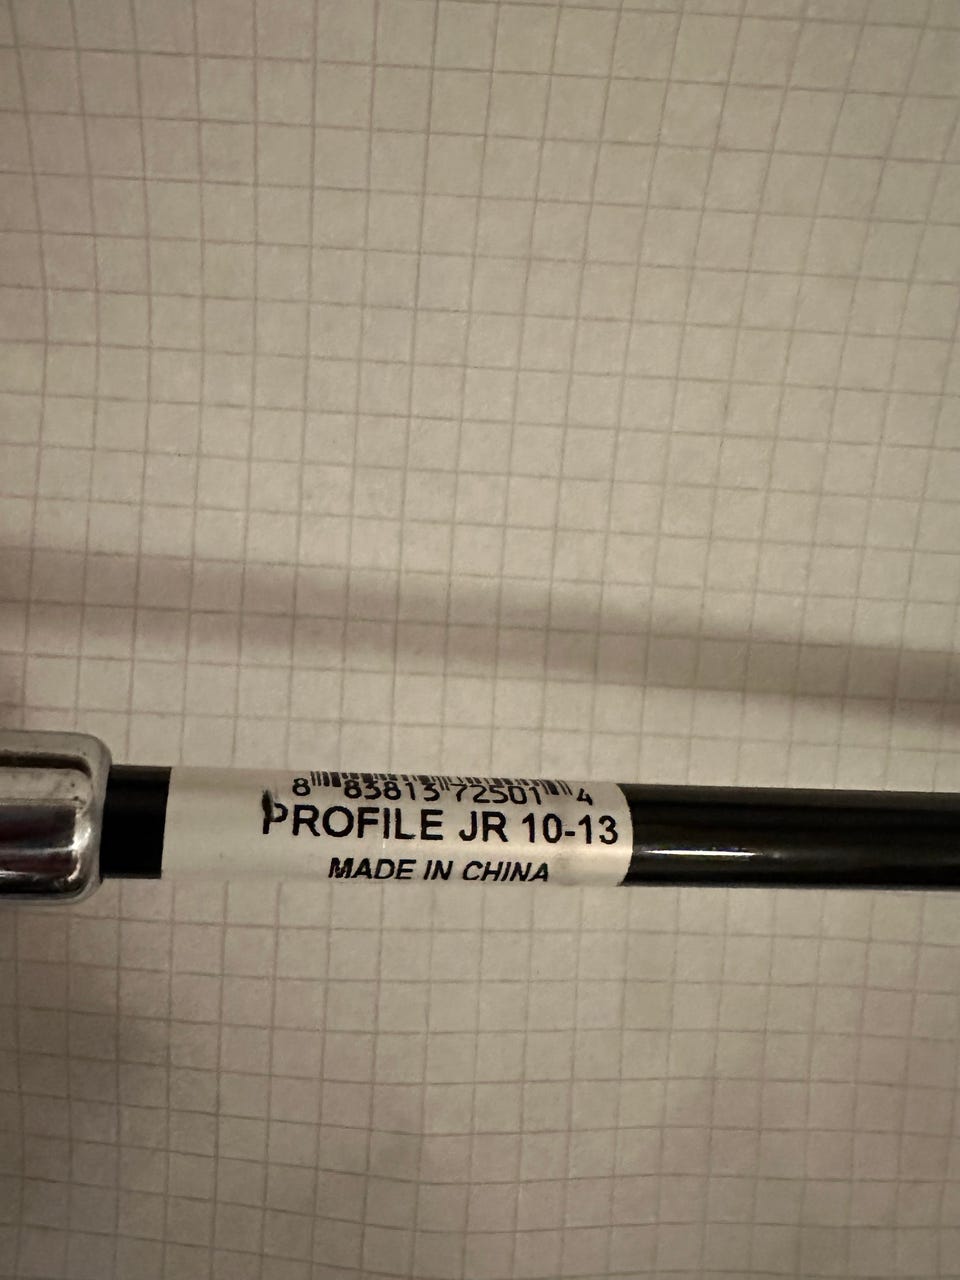 8 83813 72501 4
PROFILE JR 10-13
MADE IN CHINA